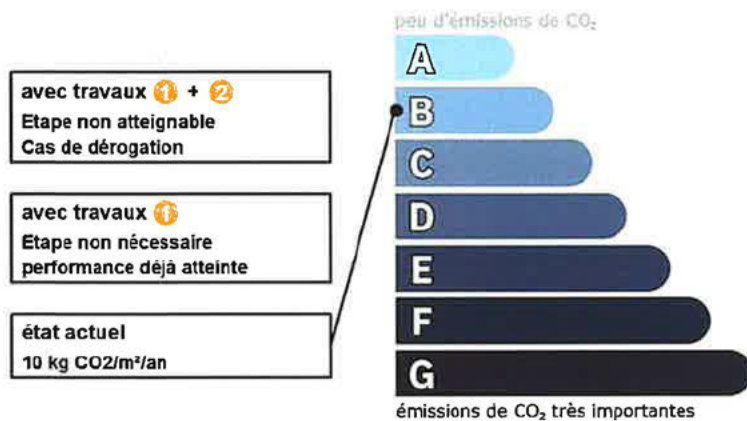 peu d'émissions de CO₂
A
avec travaux 1 + 2
Etape non atteignable
Cas de dérogation
B
C
avec travaux 1
Etape non nécessaire
performance déjà atteinte
D
E
état actuel
10 kg CO2/m²/an
F
G
émissions de CO₂ très importantes